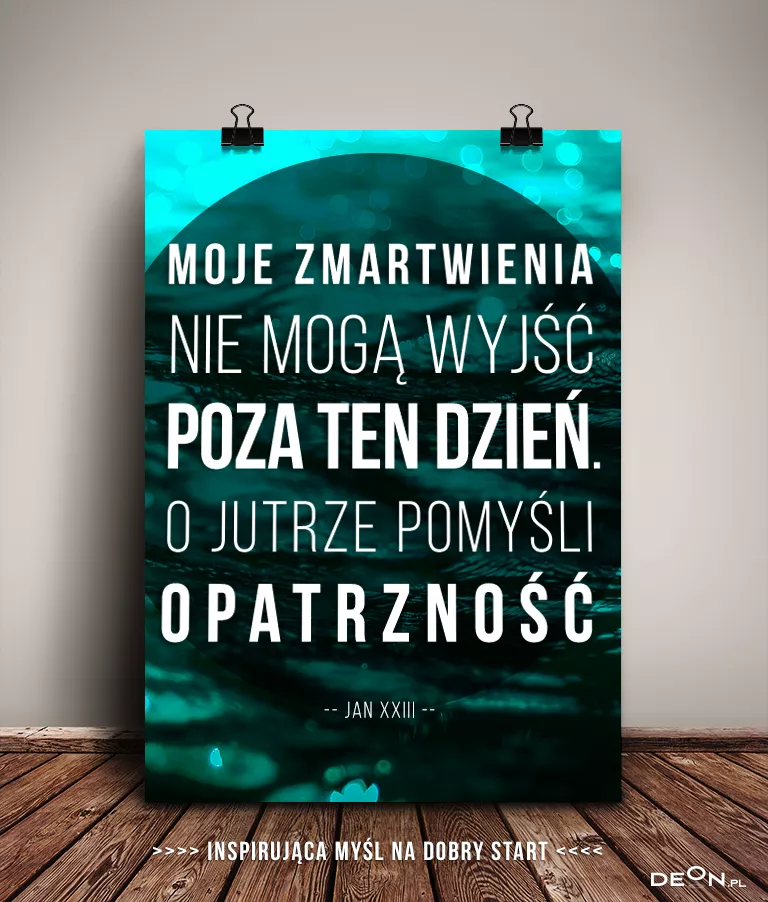 MOJE ZMARTWIENIA
NIE MOGĄ WYJŚĆ
POZA TEN DZIEŃ.
O JUTRZE POMYŚLI
OPATRZNOŚĆ
-- JAN XXIII --
>>>> INSPIRUJĄCA MYŚL NA DOBRY START <<<<
DEON.PL